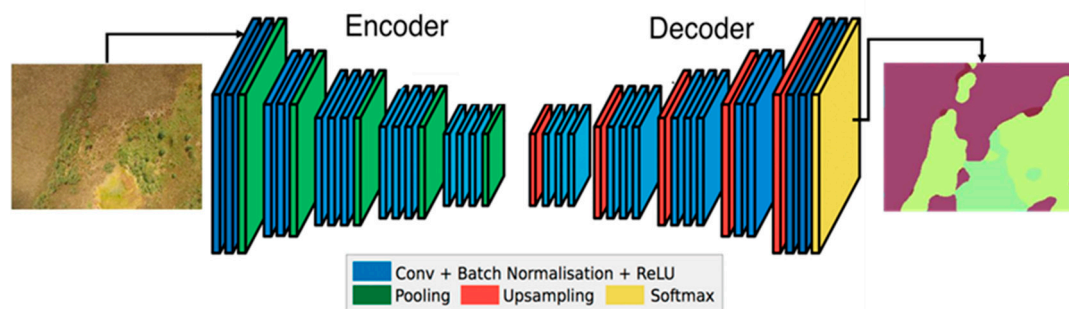 Encoder
Decoder
Conv + Batch Normalisation + ReLU
Pooling
Upsampling
Softmax